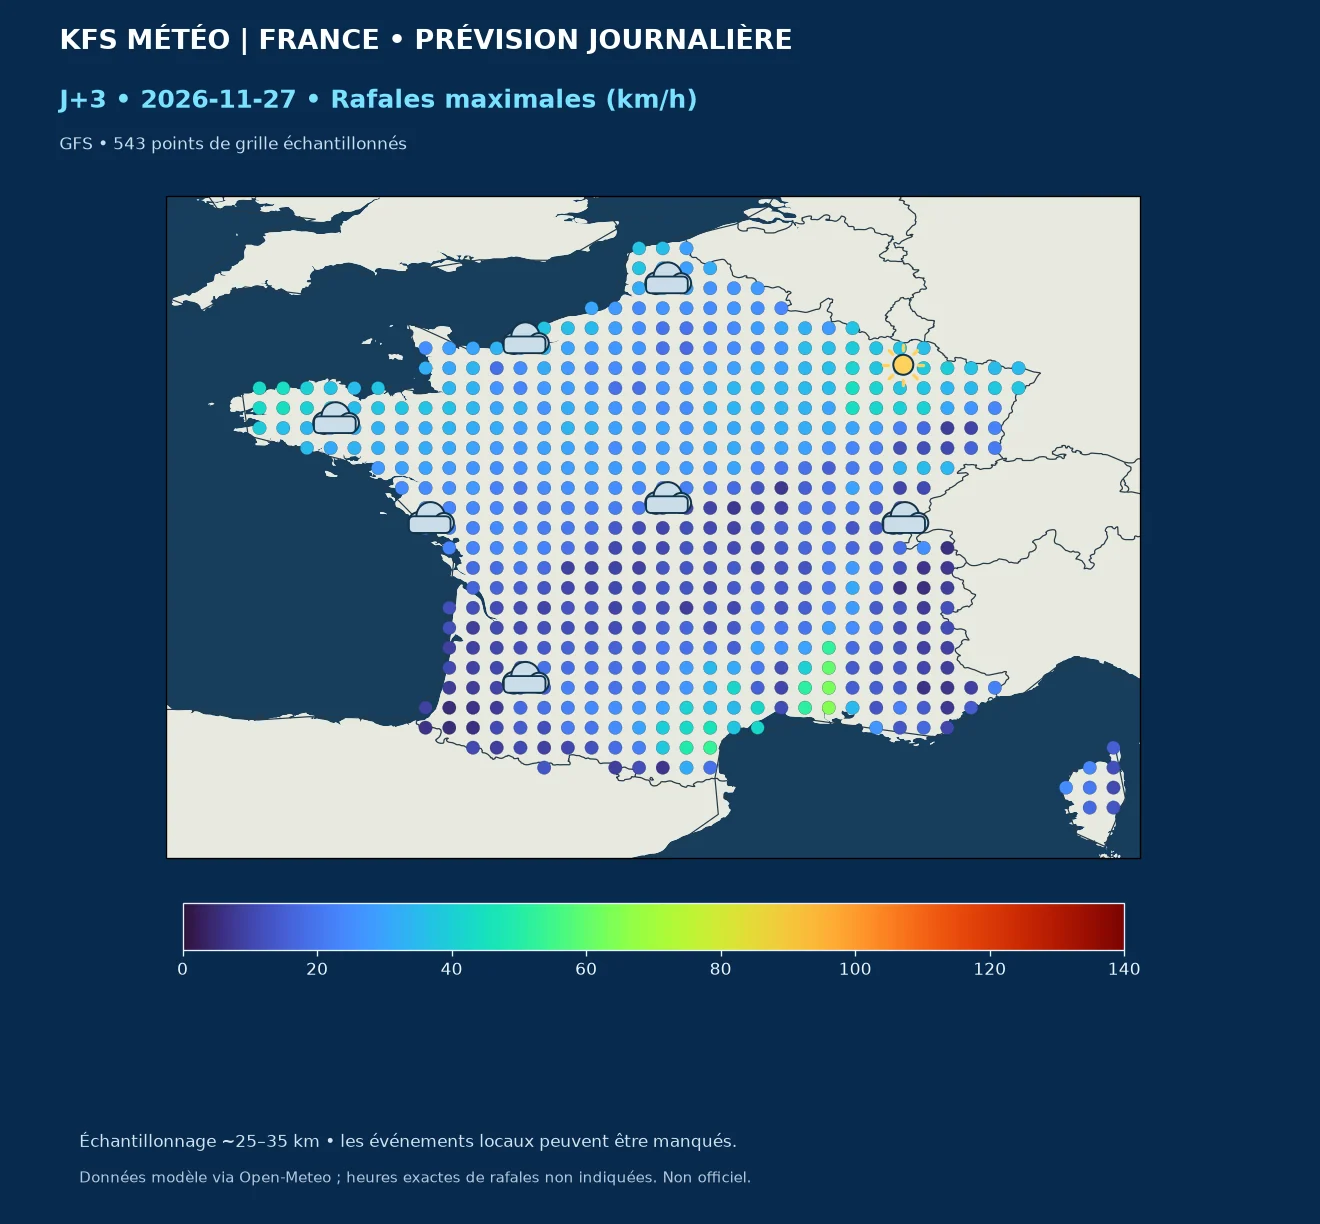 KFS MÉTÉO | FRANCE • PRÉVISION JOURNALIÈRE
J+3 • 2026-11-27 • Rafales maximales (km/h)
GFS • 543 points de grille échantillonnés
0 20 40 60 80 100 120 140
Échantillonnage ~25–35 km • les événements locaux peuvent être manqués.
Données modèle via Open-Meteo ; heures exactes de rafales non indiquées. Non officiel.